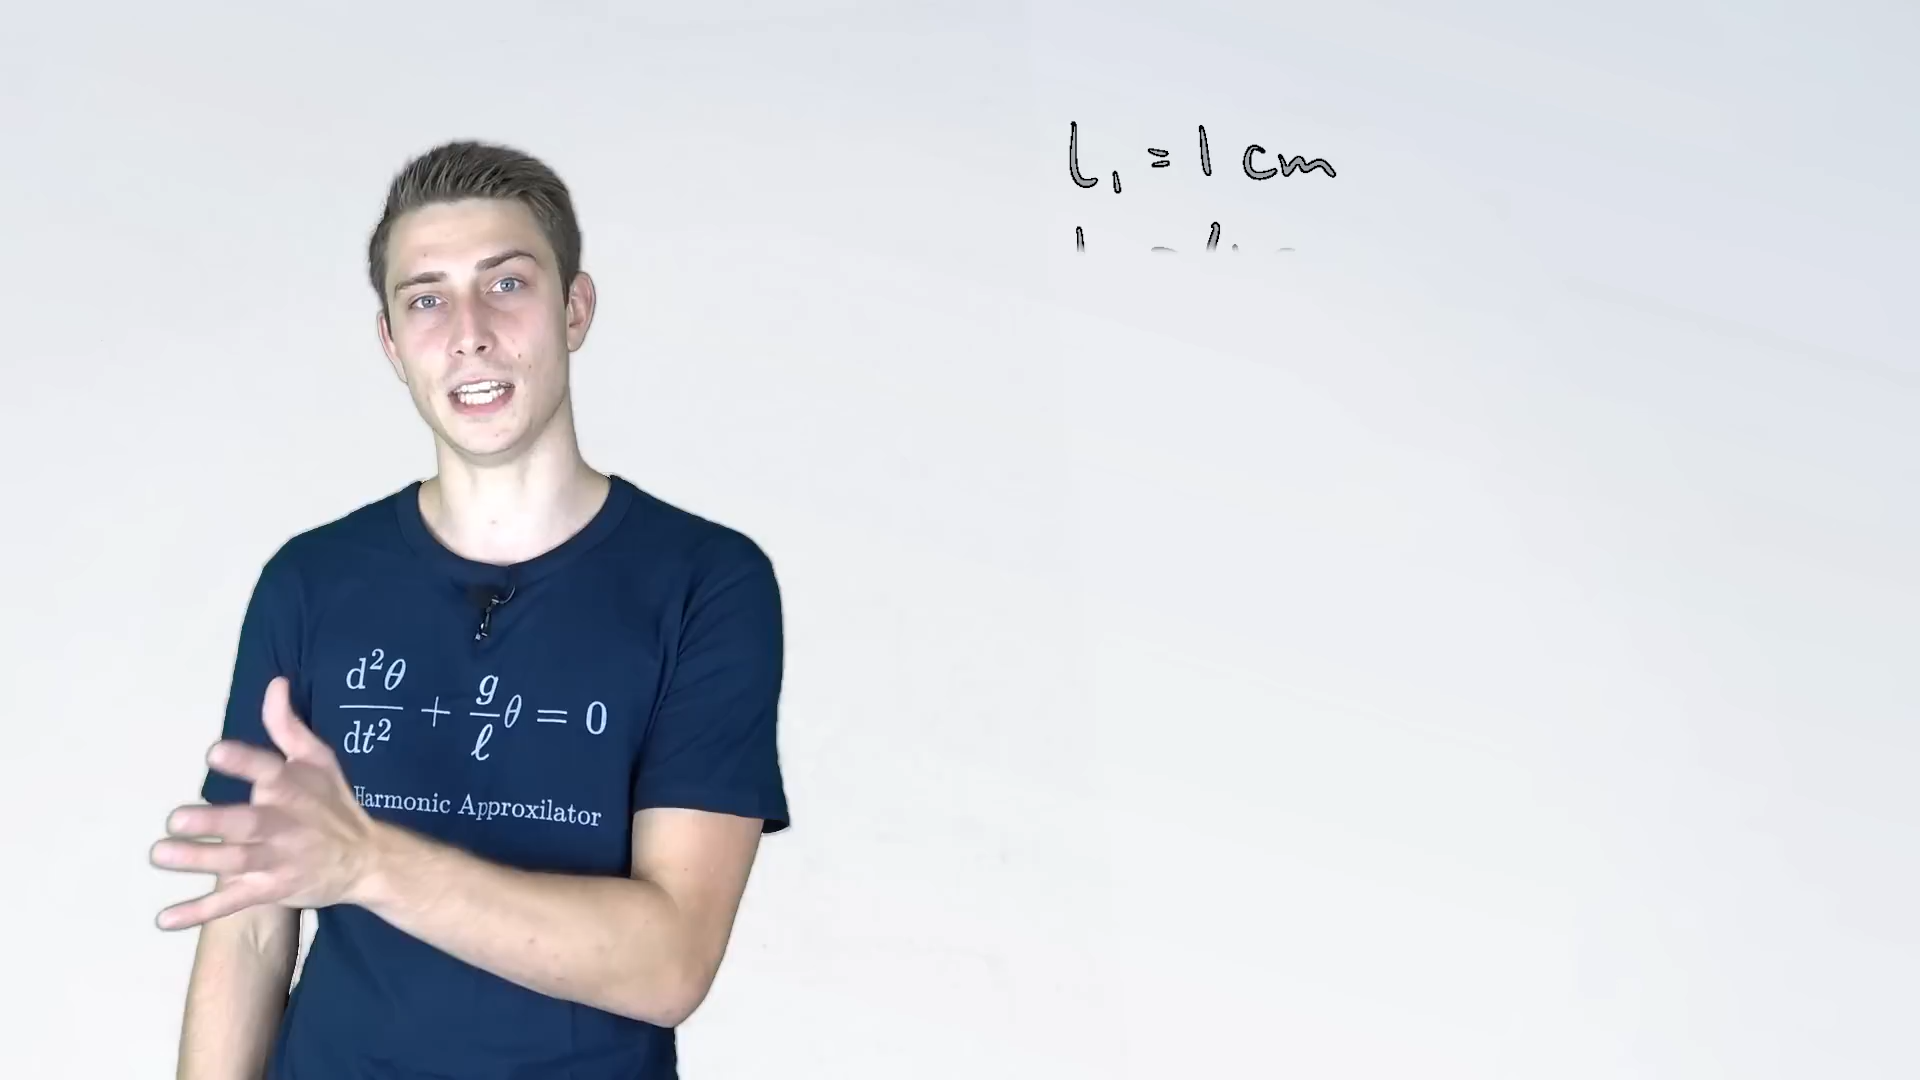 l₁ = 1 cm
d²θ/dt² + g/ℓ θ = 0
Harmonic Approxilator